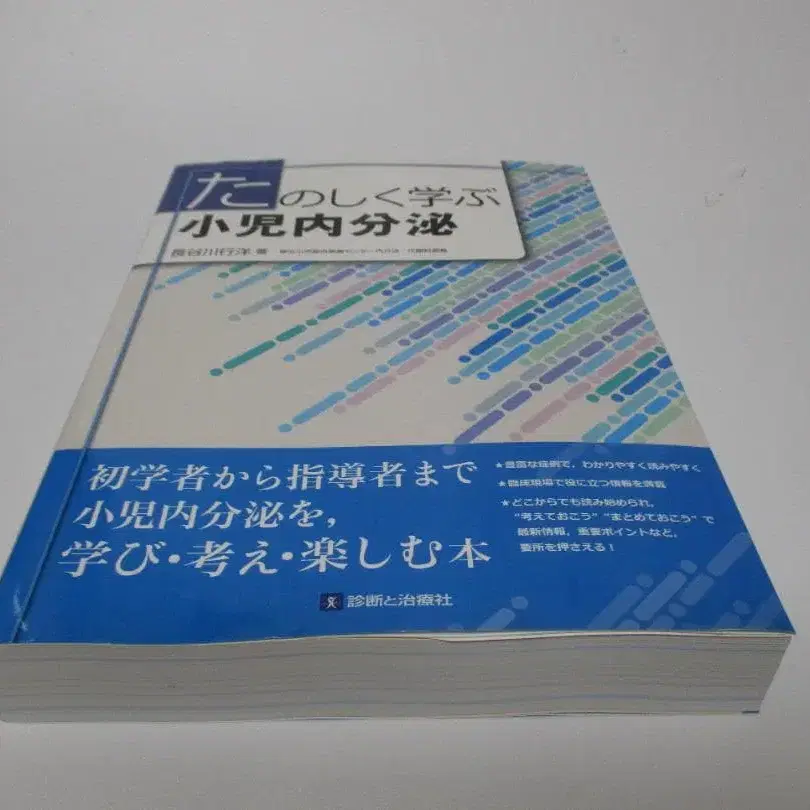 たのしく学ぶ
小児内分泌
長谷川行洋 著
初学者から指導者まで
小児内分泌を，
学び・考え・楽しむ本
★豊富な症例で，わかりやすく読みやすく
★臨床現場で役に立つ情報を満載
★どこからでも読み始められ，
“考えておこう”“まとめておこう”で
最新情報，重要ポイントなど，
要所を押さえる！
診断と治療社